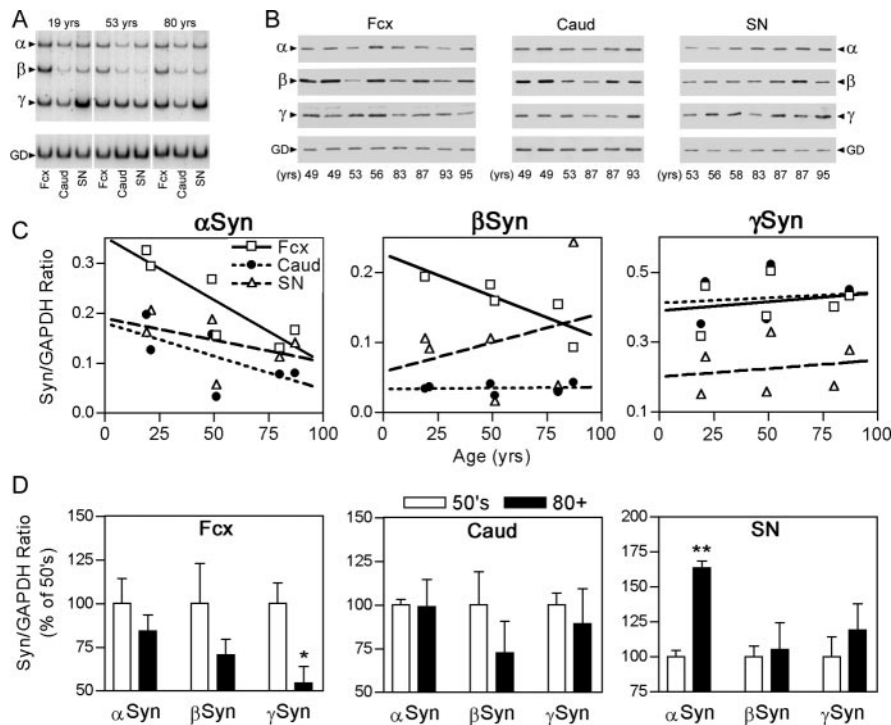 A
19 yrs 53 yrs 80 yrs
α
β
γ
GD
Fcx Caud SN Fcx Caud SN Fcx Caud SN
B
Fcx Caud SN
α α
β β
γ γ
GD GD
(yrs) 49 49 53 56 83 87 93 95 (yrs) 49 49 53 87 87 93 (yrs) 53 56 58 83 87 87 95
C
αSyn βSyn γSyn
Fcx
Caud
SN
Syn/GAPDH Ratio
0.3
0.2
0.1
0.0
0 25 50 75 100
0.3
0.2
0.1
0.0
0 25 50 75 100
0.5
0.3
0.1
0 25 50 75 100
Age (yrs)
D
50's 80+
Fcx Caud SN
Syn/GAPDH Ratio
(% of 50's)
150
125
100
75
50
*
αSyn βSyn γSyn
150
125
100
75
50
αSyn βSyn γSyn
200
175
150
125
100
75
**
αSyn βSyn γSyn